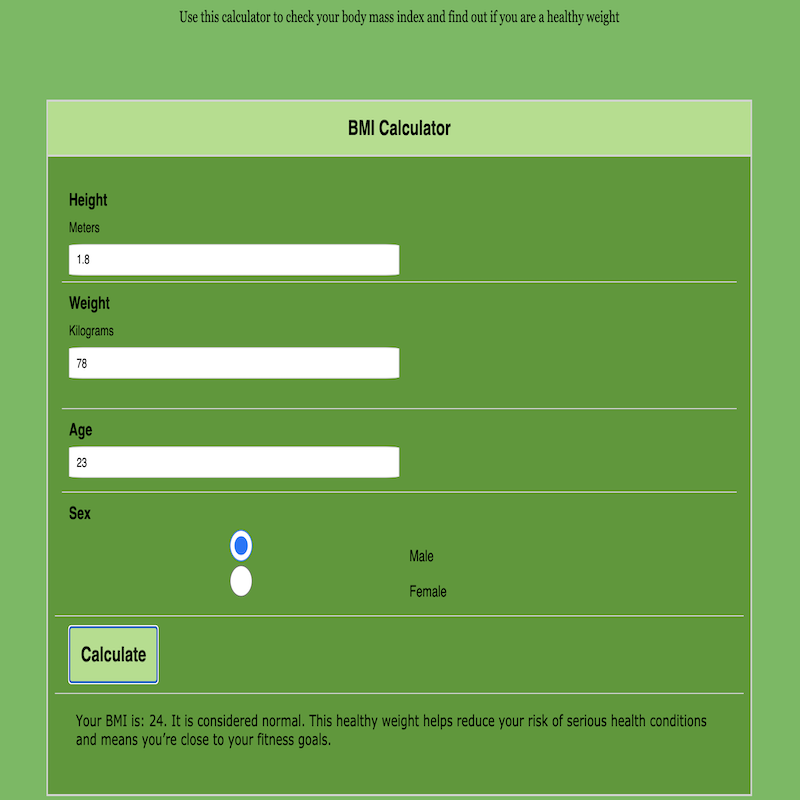 Use this calculator to check your body mass index and find out if you are a healthy weight
BMI Calculator
Height
Meters
1.8
Weight
Kilograms
78
Age
23
Sex
Male
Female
Calculate
Your BMI is: 24. It is considered normal. This healthy weight helps reduce your risk of serious health conditions
and means you’re close to your fitness goals.